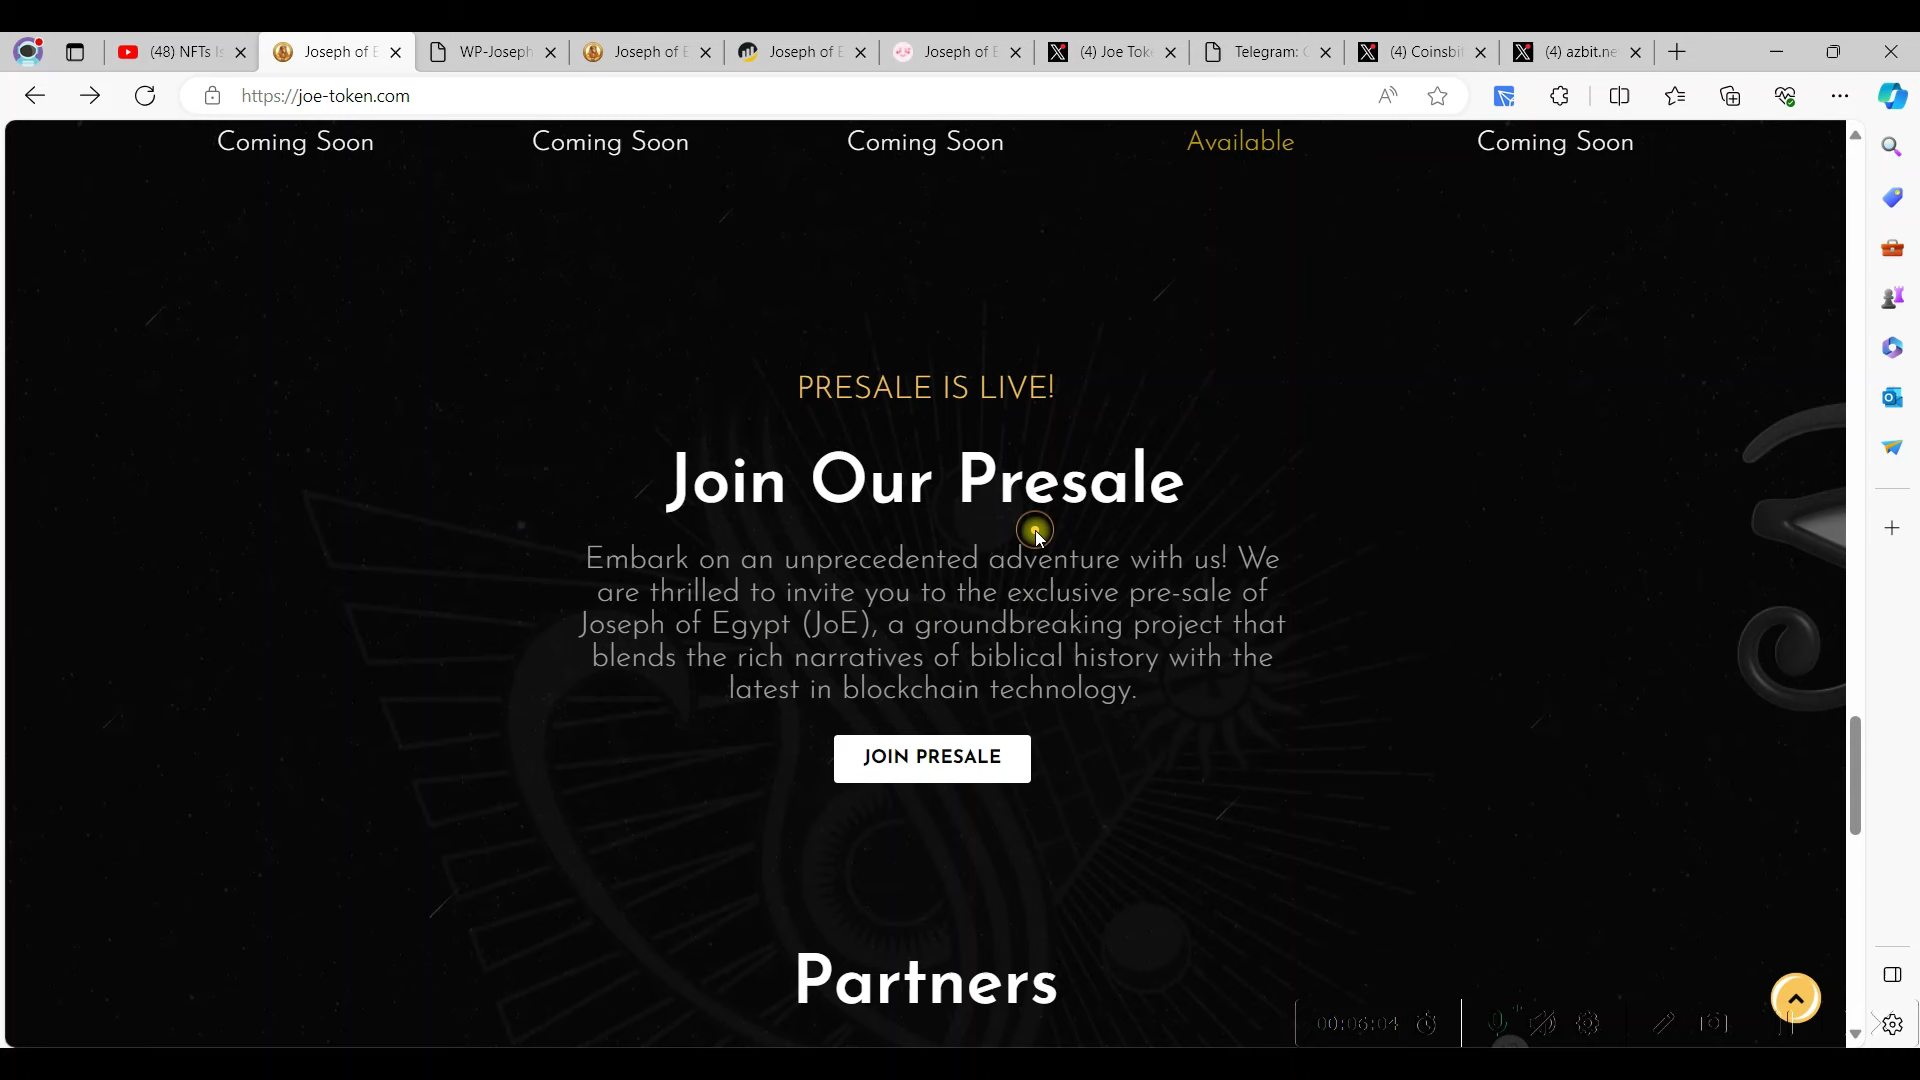 (48) NFTs Is
Joseph of E
WP-Joseph
Joseph of E
Joseph of E
Joseph of E
(4) Joe Toke
Telegram: C
(4) Coinsbit
(4) azbit.ne
https://joe-token.com
Coming Soon
Coming Soon
Coming Soon
Available
Coming Soon
PRESALE IS LIVE!
Join Our Presale
Embark on an unprecedented adventure with us! We
are thrilled to invite you to the exclusive pre-sale of
Joseph of Egypt (JoE), a groundbreaking project that
blends the rich narratives of biblical history with the
latest in blockchain technology.
JOIN PRESALE
Partners
00:06:04